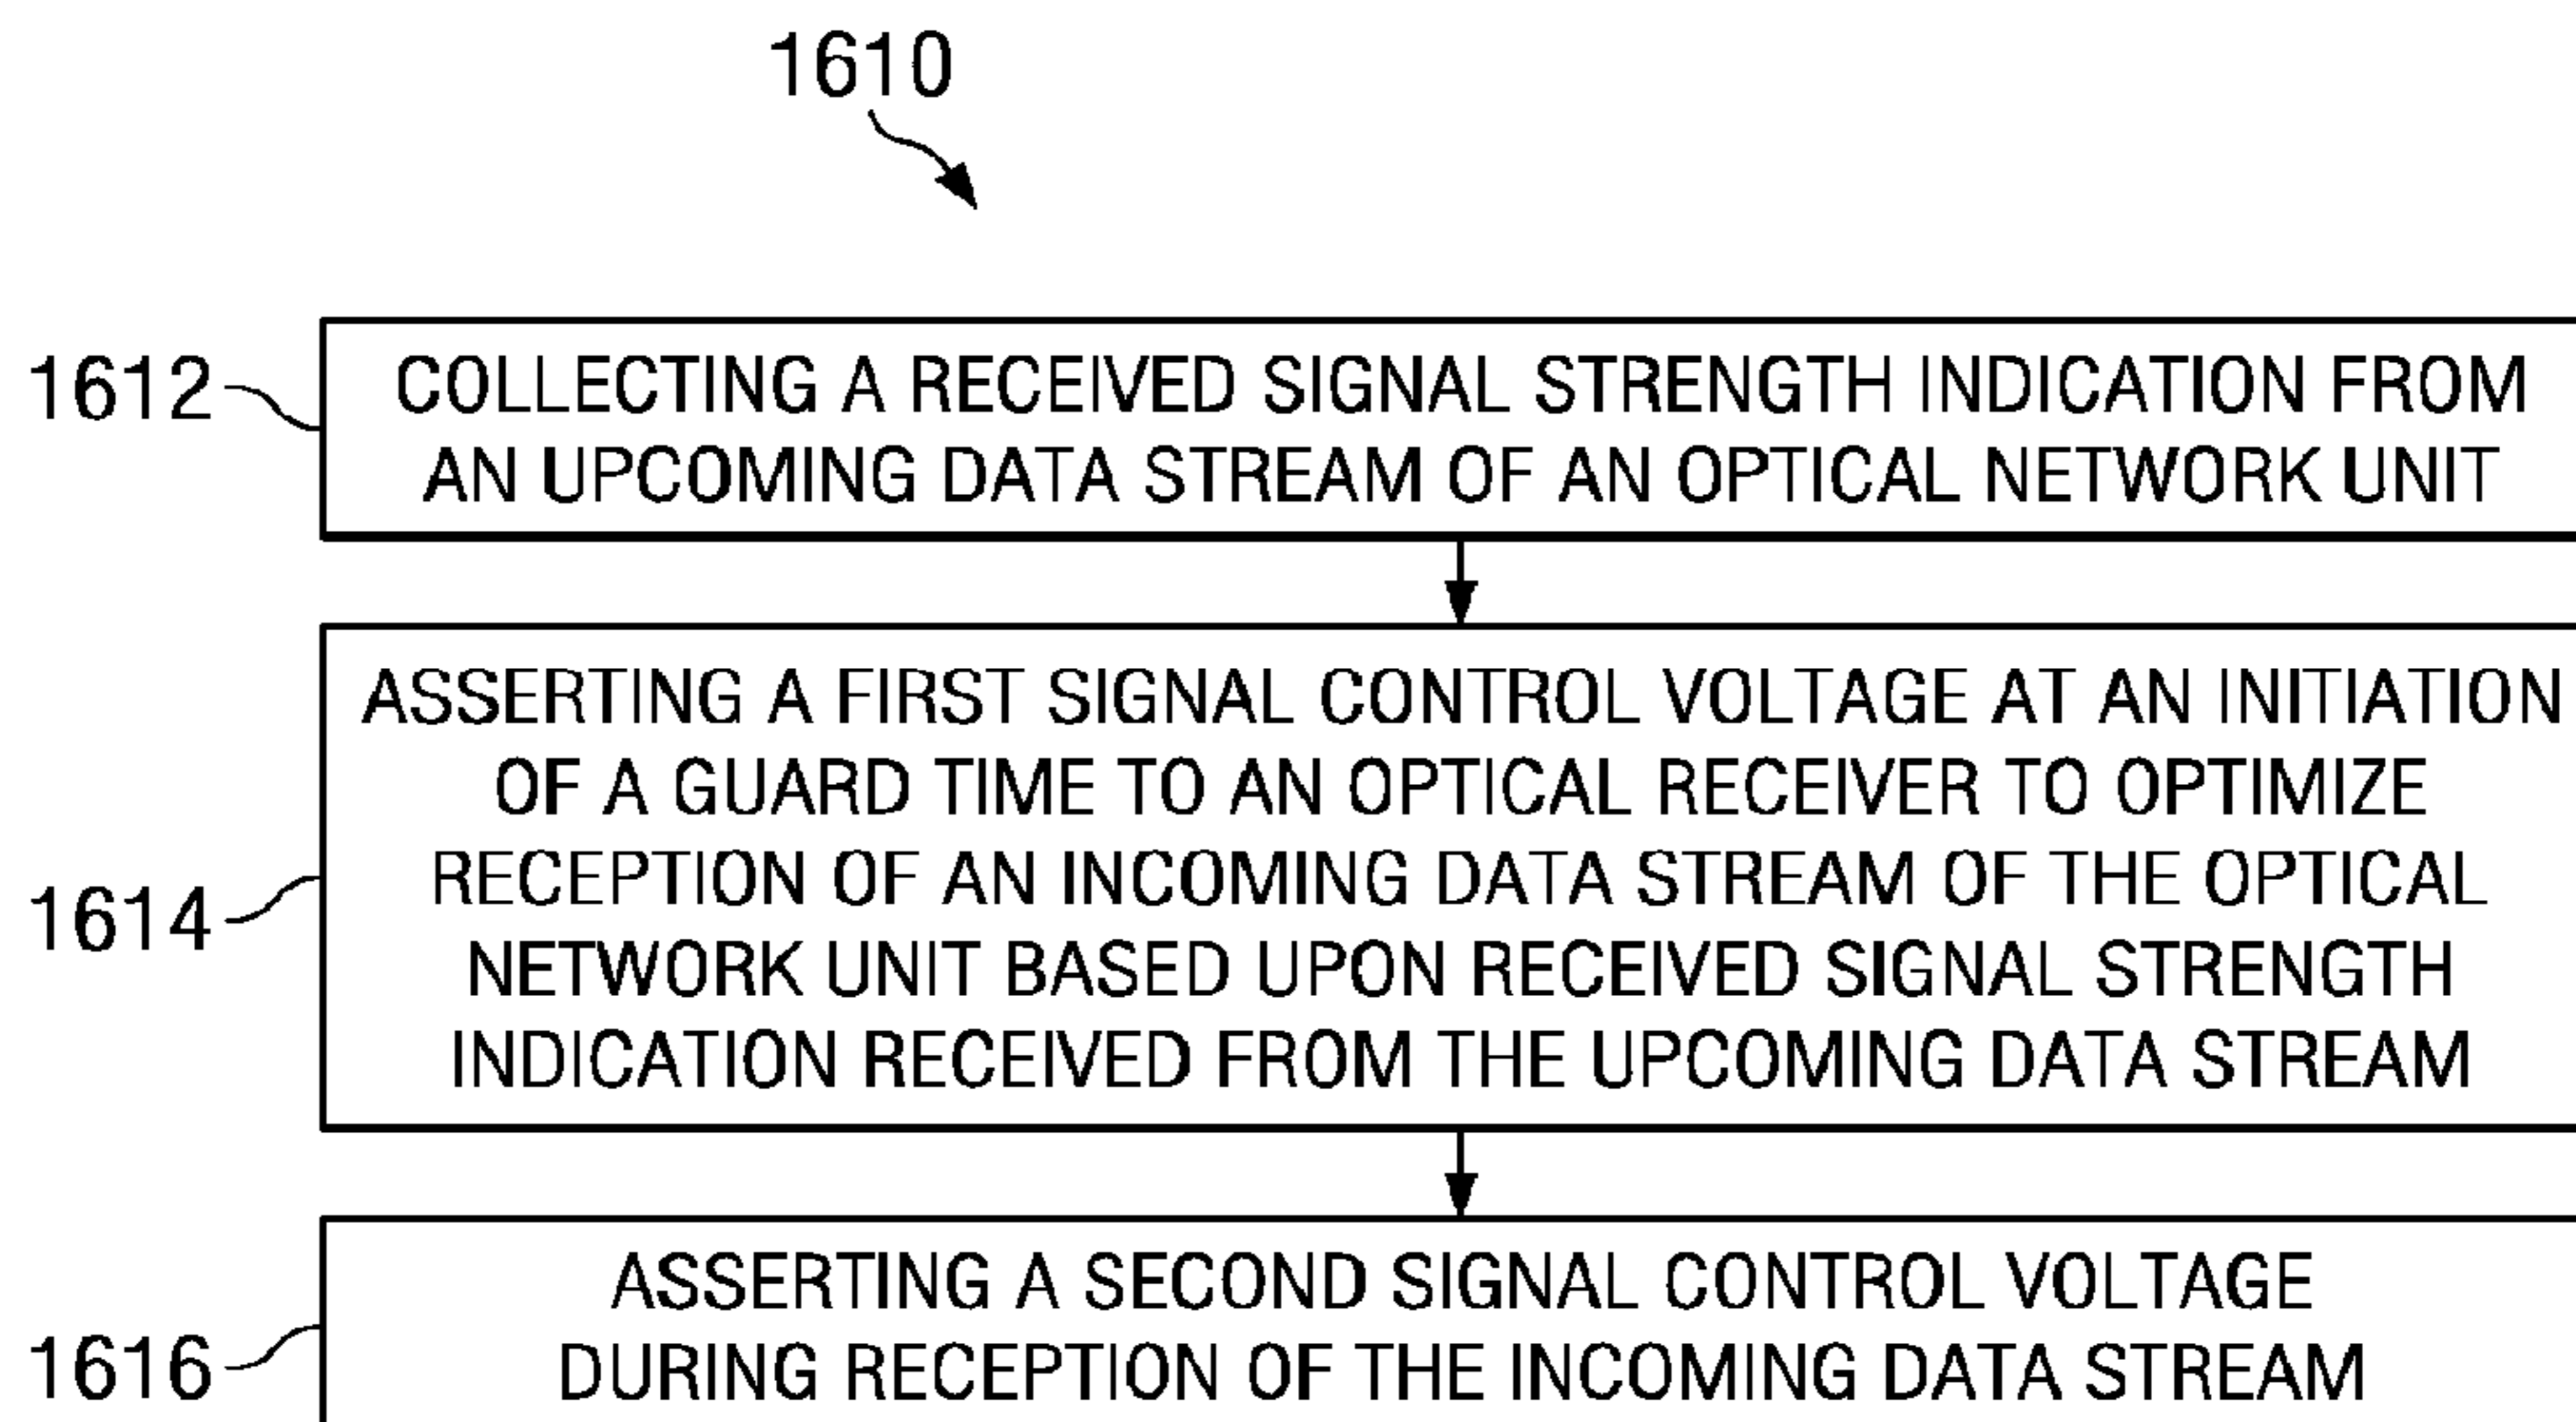 1610
1612
COLLECTING A RECEIVED SIGNAL STRENGTH INDICATION FROM
AN UPCOMING DATA STREAM OF AN OPTICAL NETWORK UNIT
1614
ASSERTING A FIRST SIGNAL CONTROL VOLTAGE AT AN INITIATION
OF A GUARD TIME TO AN OPTICAL RECEIVER TO OPTIMIZE
RECEPTION OF AN INCOMING DATA STREAM OF THE OPTICAL
NETWORK UNIT BASED UPON RECEIVED SIGNAL STRENGTH
INDICATION RECEIVED FROM THE UPCOMING DATA STREAM
1616
ASSERTING A SECOND SIGNAL CONTROL VOLTAGE
DURING RECEPTION OF THE INCOMING DATA STREAM